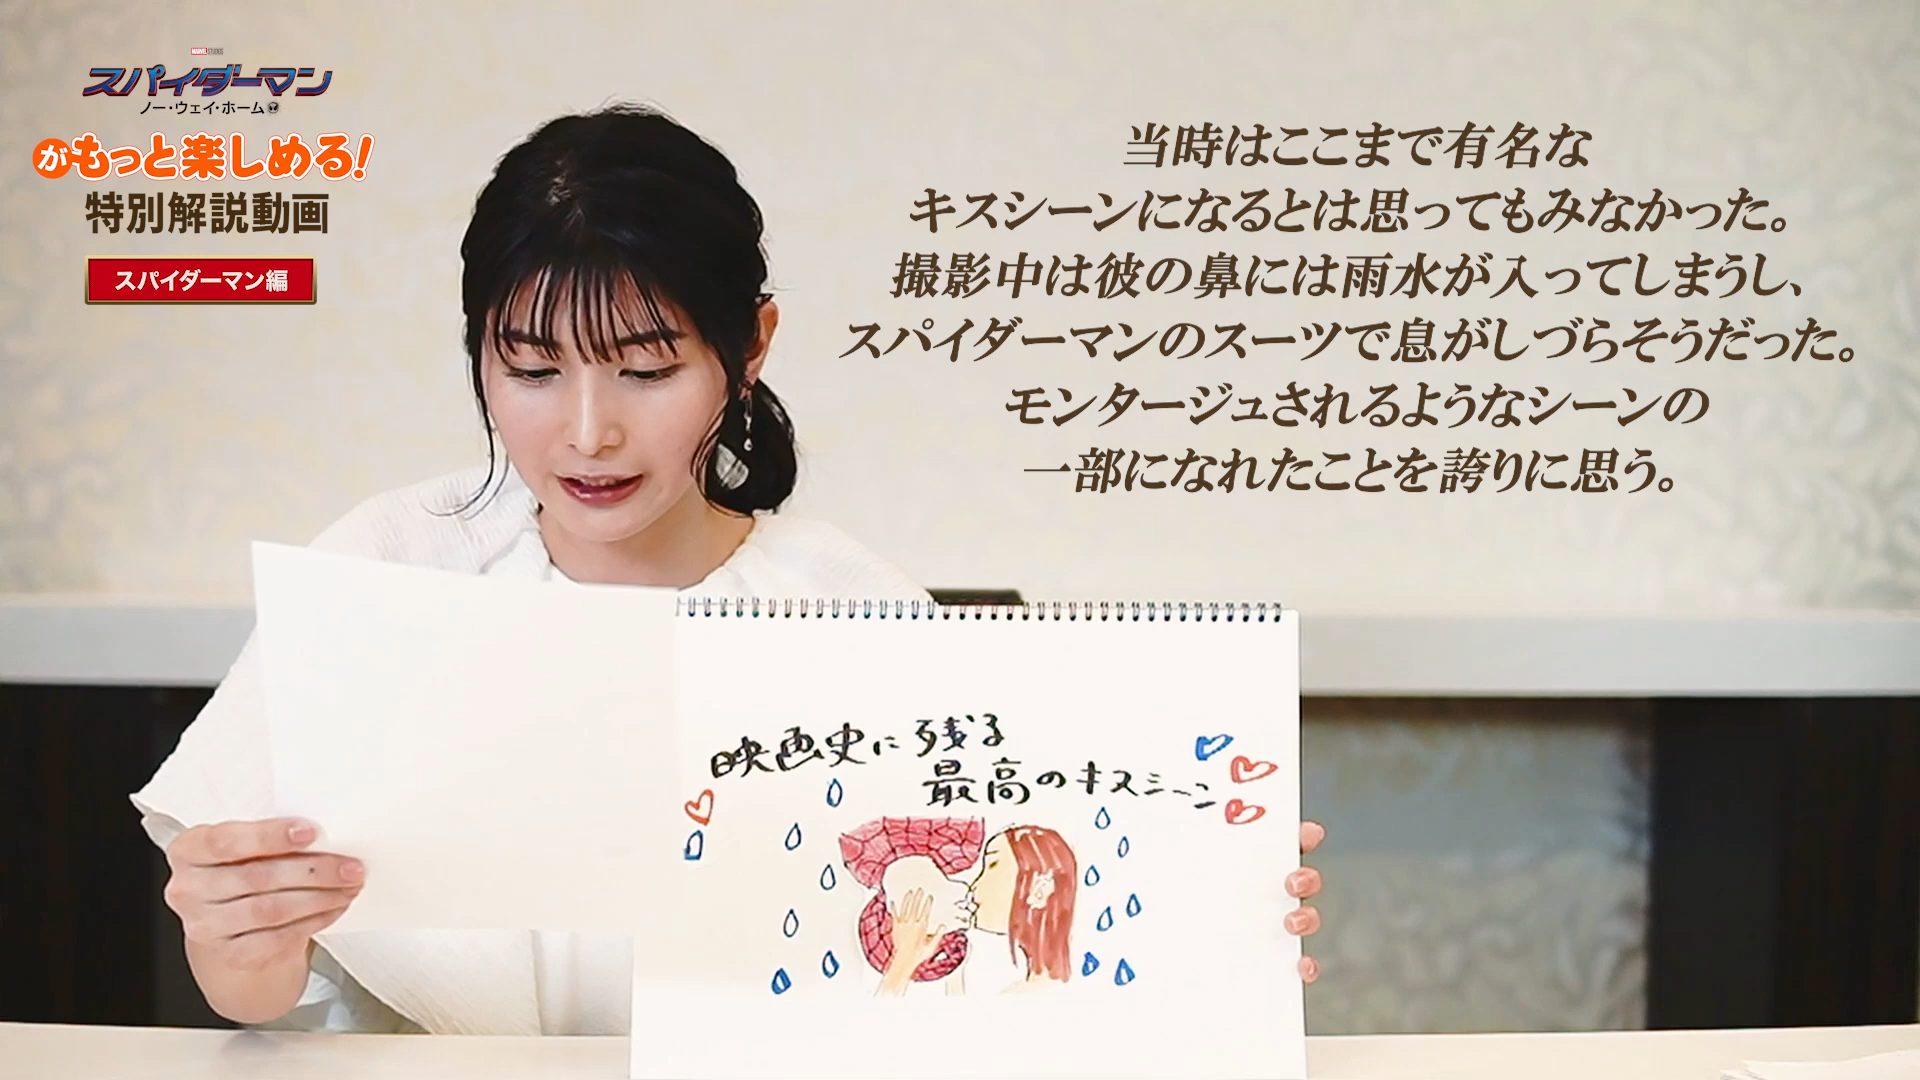 MARVEL STUDIOS
スパイダーマン
ノー・ウェイ・ホーム
がもっと楽しめる!
特別解説動画
スパイダーマン編
当時はここまで有名な
キスシーンになるとは思ってもみなかった。
撮影中は彼の鼻には雨水が入ってしまうし、
スパイダーマンのスーツで息がしづらそうだった。
モンタージュされるようなシーンの
一部になれたことを誇りに思う。
映画史に残る
最高のキスシーン